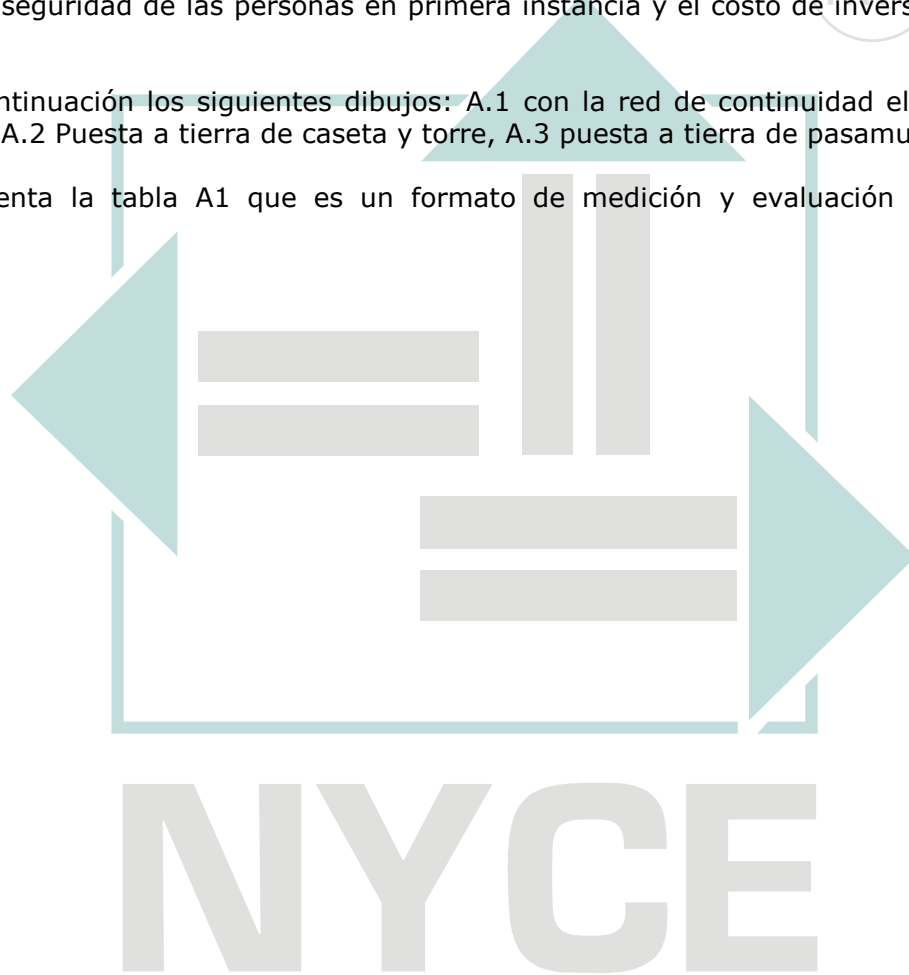 seguridad de las personas en primera instancia y el costo de
ntinuación los siguientes dibujos: A.1 con la red de continuidad el
A.2 Puesta a tierra de caseta y torre, A.3 puesta a tierra de pasamu
enta la tabla A1 que es un formato de medición y evaluación
NYCE